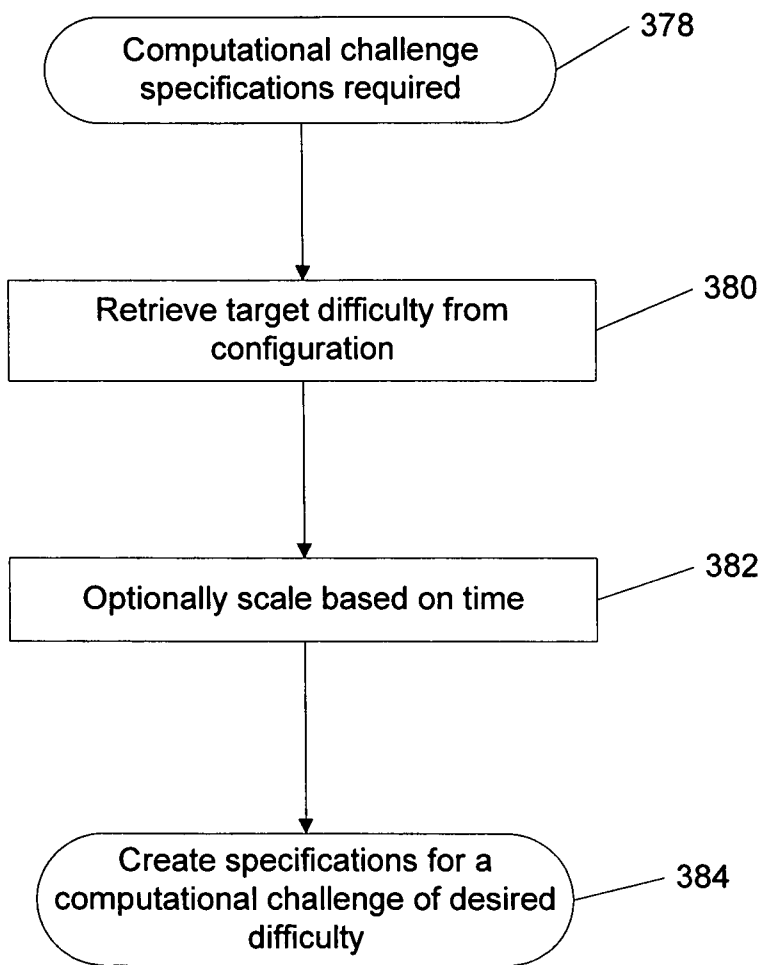 Computational challenge
specifications required
378
Retrieve target difficulty from
configuration
380
Optionally scale based on time
382
Create specifications for a
computational challenge of desired
difficulty
384